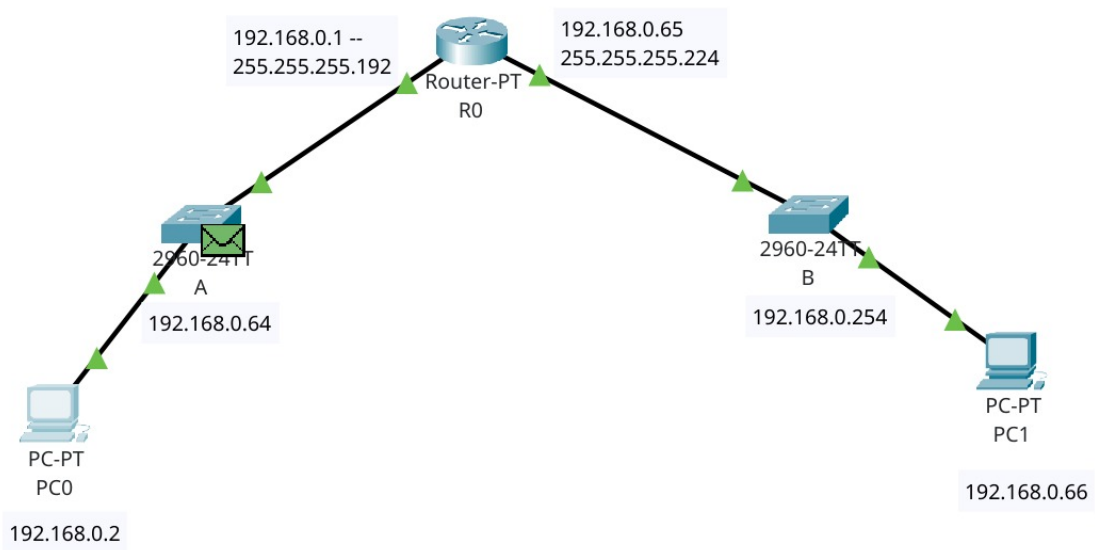 192.168.0.1 --
255.255.255.192
192.168.0.65
255.255.255.224
Router-PT
R0
2960-24TT
A
192.168.0.64
2960-24TT
B
192.168.0.254
PC-PT
PC0
192.168.0.2
PC-PT
PC1
192.168.0.66